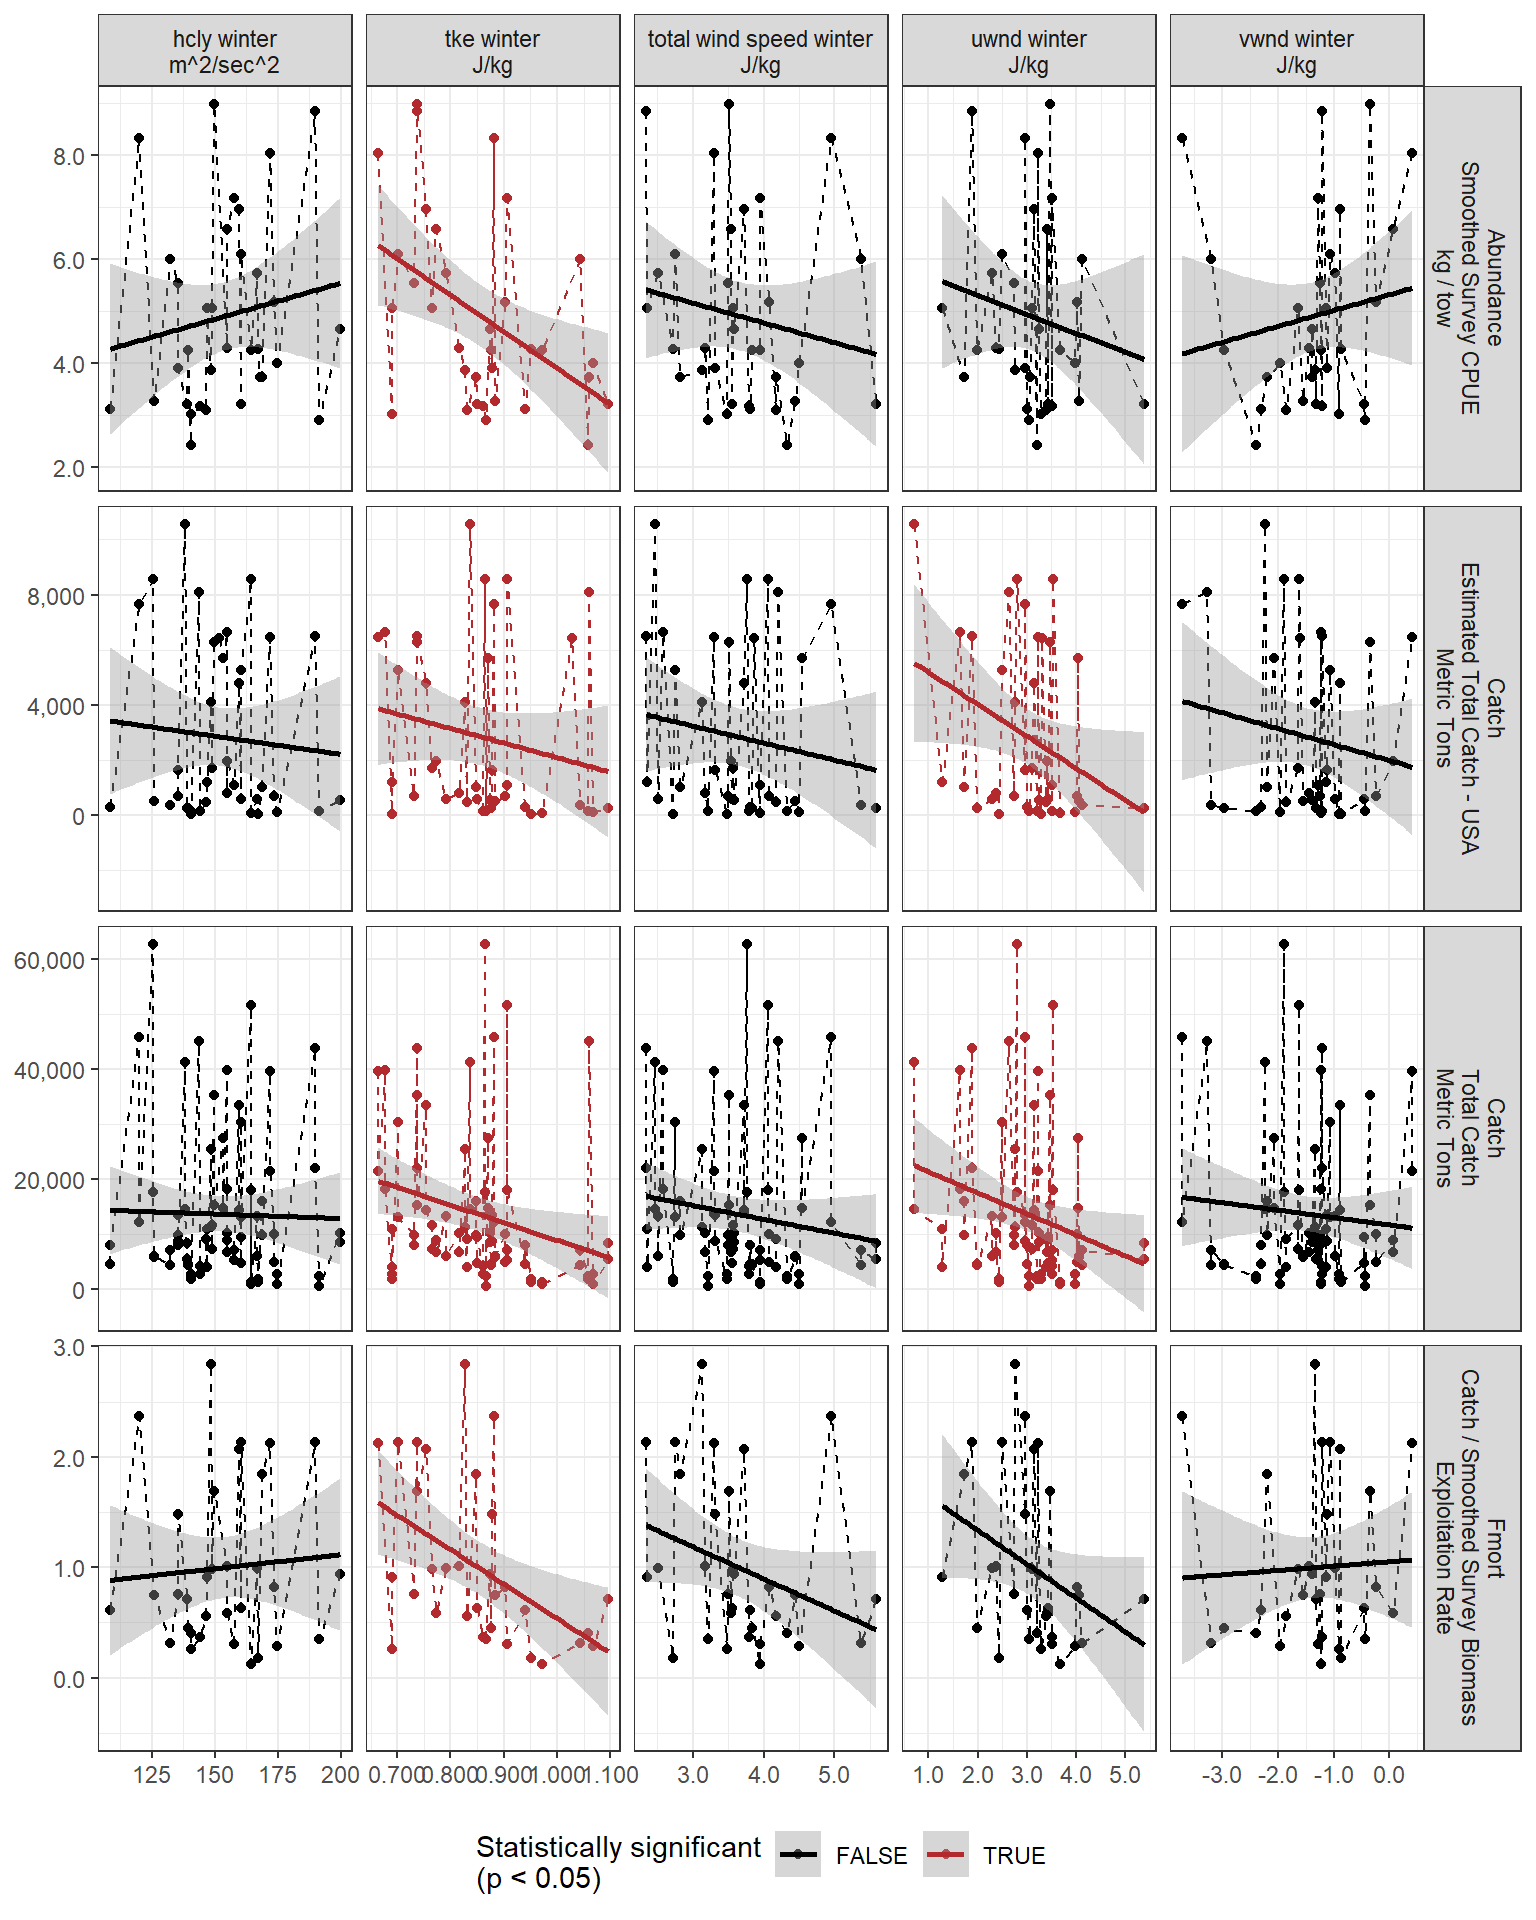 hcly winter
m^2/sec^2
tke winter
J/kg
total wind speed winter
J/kg
uwnd winter
J/kg
vwnd winter
J/kg
8.0
6.0
4.0
2.0
Abundance
Smoothed Survey CPUE
kg / tow
8,000
4,000
0
Catch
Estimated Total Catch - USA
Metric Tons
60,000
40,000
20,000
0
Catch
Total Catch
Metric Tons
3.0
2.0
1.0
0.0
Fmort
Catch / Smoothed Survey Biomass
Exploitation Rate
125 150 175 200
0.700 0.800 0.900 1.000 1.100
3.0 4.0 5.0
1.0 2.0 3.0 4.0 5.0
-3.0 -2.0 -1.0 0.0
Statistically significant
(p < 0.05)
FALSE
TRUE